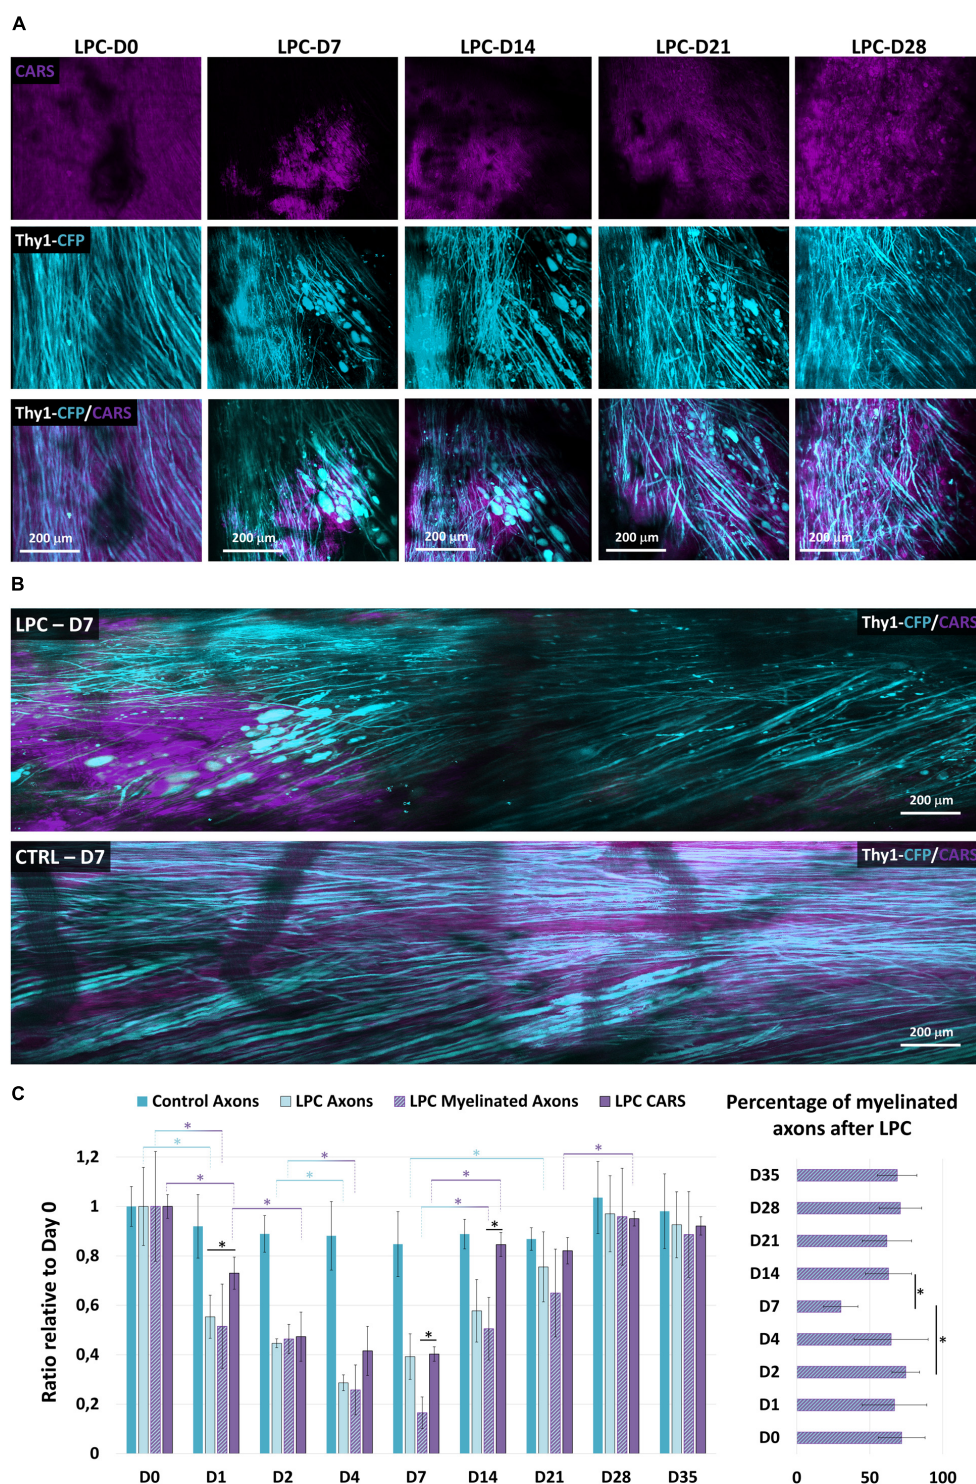 A
LPC-D0 LPC-D7 LPC-D14 LPC-D21 LPC-D28
CARS
Thy1-CFP
Thy1-CFP/CARS
200 µm 200 µm 200 µm 200 µm 200 µm
B
LPC – D7 Thy1-CFP/CARS
200 µm
CTRL – D7 Thy1-CFP/CARS
200 µm
C
Control Axons LPC Axons LPC Myelinated Axons LPC CARS
Ratio relative to Day 0
* * * * * * * * * * * *
1,2
1
0,8
0,6
0,4
0,2
0
D0 D1 D2 D4 D7 D14 D21 D28 D35
Percentage of myelinated
axons after LPC
D35
D28
D21
D14
*
D7
D4
*
D2
D1
D0
0 50 100